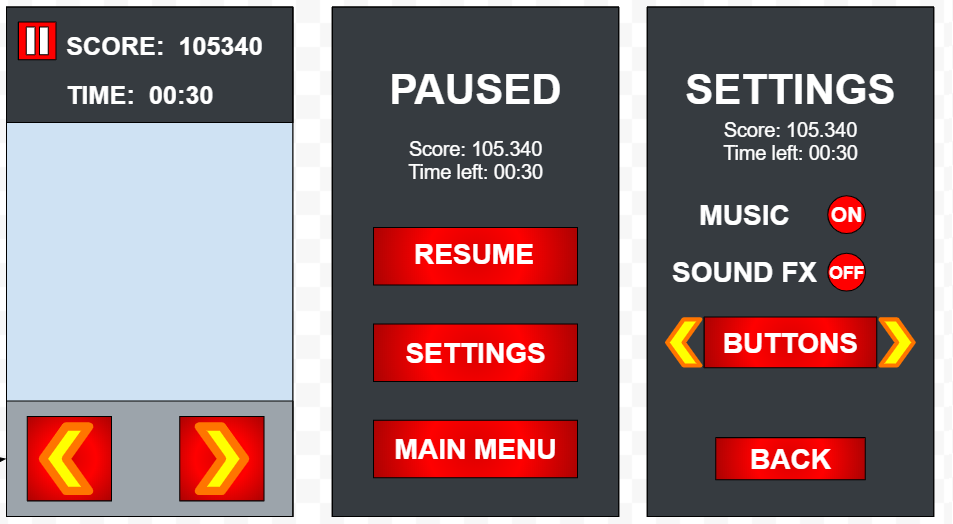 SCORE: 105340
TIME: 00:30
PAUSED
Score: 105.340
Time left: 00:30
RESUME
SETTINGS
MAIN MENU
SETTINGS
Score: 105.340
Time left: 00:30
MUSIC ON
SOUND FX OFF
BUTTONS
BACK